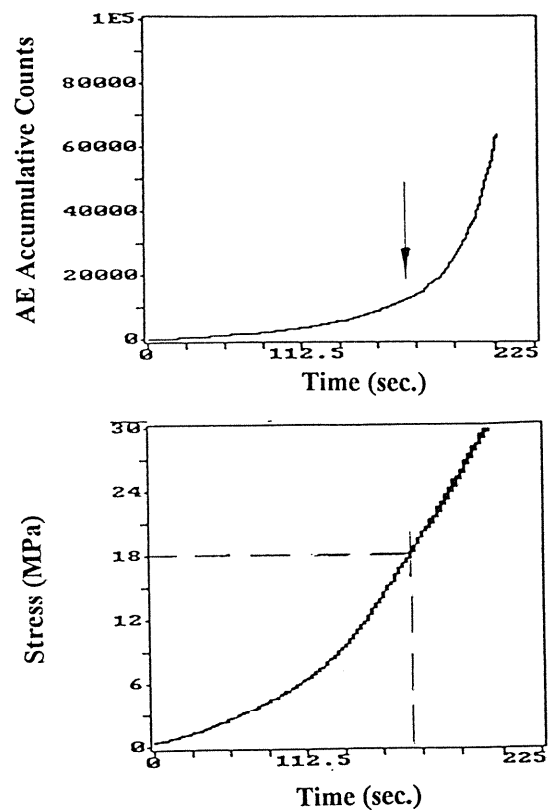 1E5
80000
60000
40000
20000
0
AE Accumulative Counts
0 112.5 225
Time (sec.)
30
24
18
12
6
0
Stress (MPa)
0 112.5 225
Time (sec.)